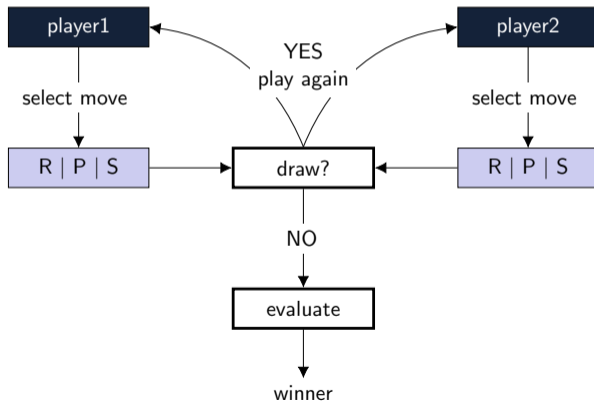 player1
player2
YES
play again
select move
select move
R | P | S
draw?
R | P | S
NO
evaluate
winner